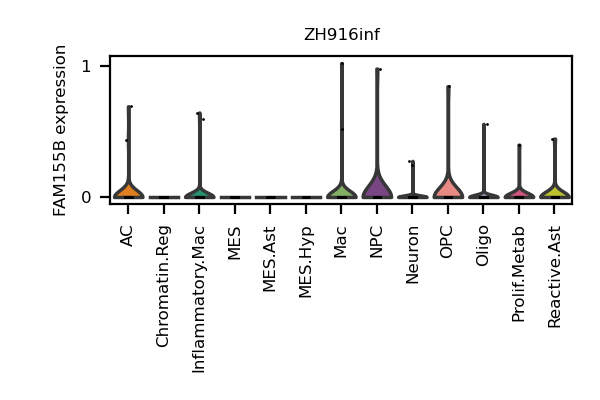 ZH916inf
FAM155B expression
1
0
AC
Chromatin.Reg
Inflammatory.Mac
MES
MES.Ast
MES.Hyp
Mac
NPC
Neuron
OPC
Oligo
Prolif.Metab
Reactive.Ast